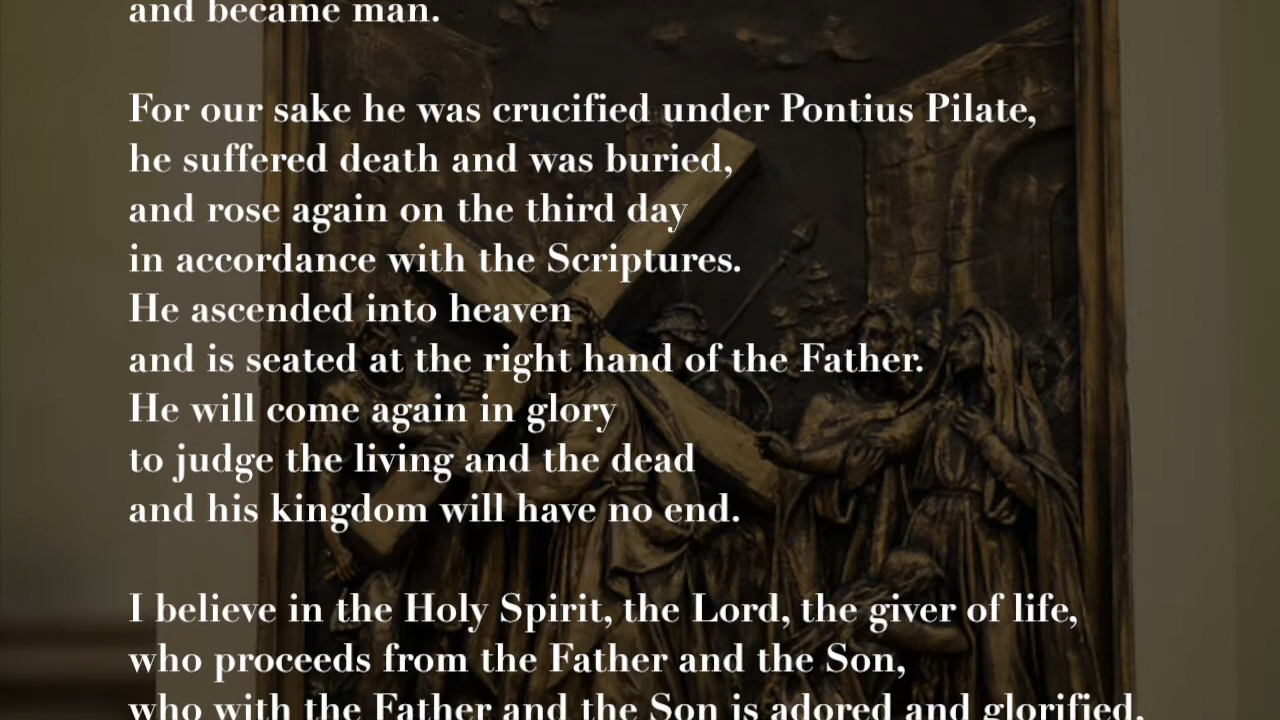 and became man.
For our sake he was crucified under Pontius Pilate,
he suffered death and was buried,
and rose again on the third day
in accordance with the Scriptures.
He ascended into heaven
and is seated at the right hand of the Father.
He will come again in glory
to judge the living and the dead
and his kingdom will have no end.
I believe in the Holy Spirit, the Lord, the giver of life,
who proceeds from the Father and the Son,
who with the Father and the Son is adored and glorified,